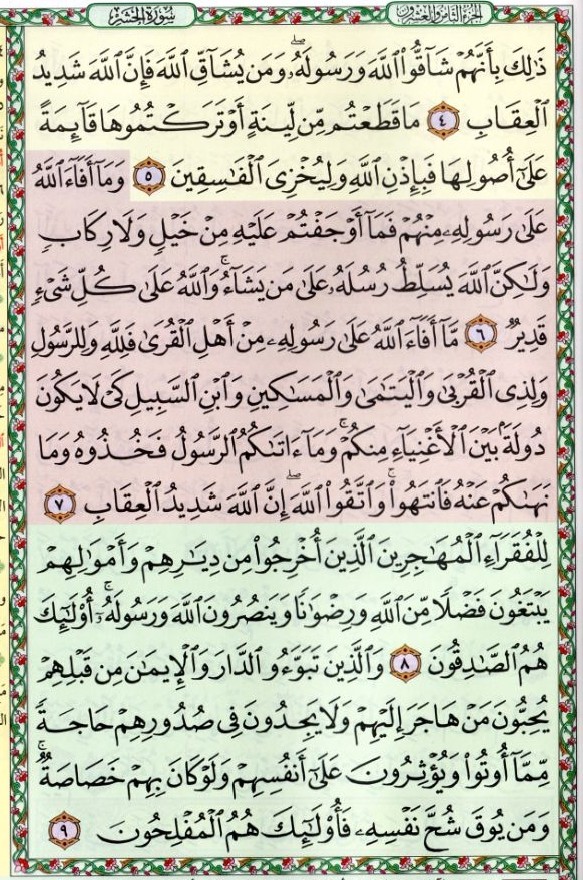 الجزء الثامن والعشرون
سورة الحشر
ذَٰلِكَ بِأَنَّهُمْ شَآقُّوا۟ ٱللَّهَ وَرَسُولَهُۥ ۖ وَمَن يُشَآقِّ ٱللَّهَ فَإِنَّ ٱللَّهَ شَدِيدُ
ٱلْعِقَابِ ٤ مَا قَطَعْتُم مِّن لِّينَةٍ أَوْ تَرَكْتُمُوهَا قَآئِمَةً
عَلَىٰٓ أُصُولِهَا فَبِإِذْنِ ٱللَّهِ وَلِيُخْزِىَ ٱلْفَـٰسِقِينَ ٥ وَمَآ أَفَآءَ ٱللَّهُ
عَلَىٰ رَسُولِهِۦ مِنْهُمْ فَمَآ أَوْجَفْتُمْ عَلَيْهِ مِنْ خَيْلٍ وَلَا رِكَابٍ
وَلَـٰكِنَّ ٱللَّهَ يُسَلِّطُ رُسُلَهُۥ عَلَىٰ مَن يَشَآءُ ۚ وَٱللَّهُ عَلَىٰ كُلِّ شَىْءٍ
قَدِيرٌ ٦ مَّآ أَفَآءَ ٱللَّهُ عَلَىٰ رَسُولِهِۦ مِنْ أَهْلِ ٱلْقُرَىٰ فَلِلَّهِ وَلِلرَّسُولِ
وَلِذِى ٱلْقُرْبَىٰ وَٱلْيَتَـٰمَىٰ وَٱلْمَسَـٰكِينِ وَٱبْنِ ٱلسَّبِيلِ كَىْ لَا يَكُونَ
دُولَةًۢ بَيْنَ ٱلْأَغْنِيَآءِ مِنكُمْ ۚ وَمَآ ءَاتَىٰكُمُ ٱلرَّسُولُ فَخُذُوهُ وَمَا
نَهَىٰكُمْ عَنْهُ فَٱنتَهُوا۟ ۚ وَٱتَّقُوا۟ ٱللَّهَ ۖ إِنَّ ٱللَّهَ شَدِيدُ ٱلْعِقَابِ ٧
لِلْفُقَرَآءِ ٱلْمُهَـٰجِرِينَ ٱلَّذِينَ أُخْرِجُوا۟ مِن دِيَـٰرِهِمْ وَأَمْوَٰلِهِمْ
يَبْتَغُونَ فَضْلًا مِّنَ ٱللَّهِ وَرِضْوَٰنًا وَيَنصُرُونَ ٱللَّهَ وَرَسُولَهُۥٓ ۚ أُو۟لَـٰٓئِكَ
هُمُ ٱلصَّـٰدِقُونَ ٨ وَٱلَّذِينَ تَبَوَّءُو ٱلدَّارَ وَٱلْإِيمَـٰنَ مِن قَبْلِهِمْ
يُحِبُّونَ مَنْ هَاجَرَ إِلَيْهِمْ وَلَا يَجِدُونَ فِى صُدُورِهِمْ حَاجَةً
مِّمَّآ أُوتُوا۟ وَيُؤْثِرُونَ عَلَىٰٓ أَنفُسِهِمْ وَلَوْ كَانَ بِهِمْ خَصَاصَةٌ ۚ
وَمَن يُوقَ شُحَّ نَفْسِهِۦ فَأُو۟لَـٰٓئِكَ هُمُ ٱلْمُفْلِحُونَ ٩